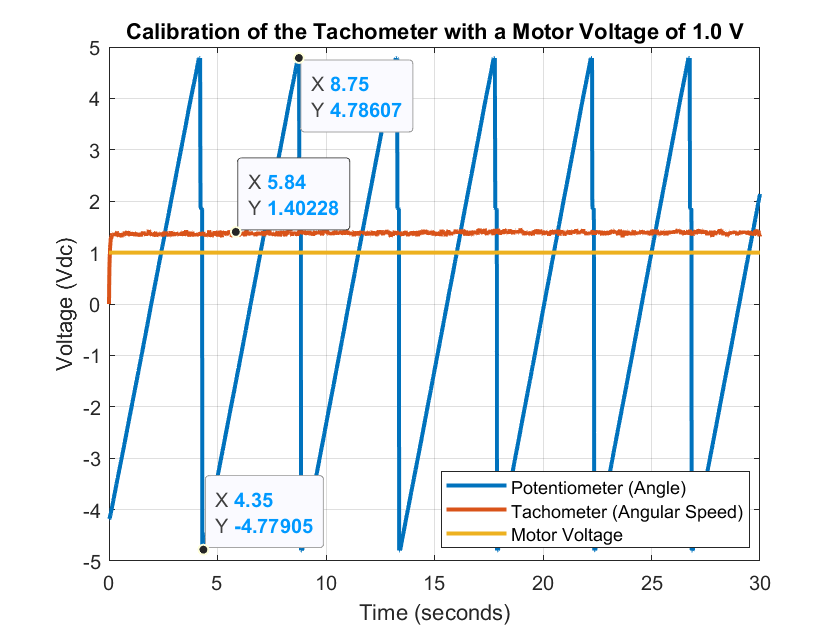 Calibration of the Tachometer with a Motor Voltage of 1.0 V
5
4
3
2
1
0
-1
-2
-3
-4
-5
Voltage (Vdc)
X 8.75
Y 4.78607
X 5.84
Y 1.40228
X 4.35
Y -4.77905
Potentiometer (Angle)
Tachometer (Angular Speed)
Motor Voltage
0
5
10
15
20
25
30
Time (seconds)